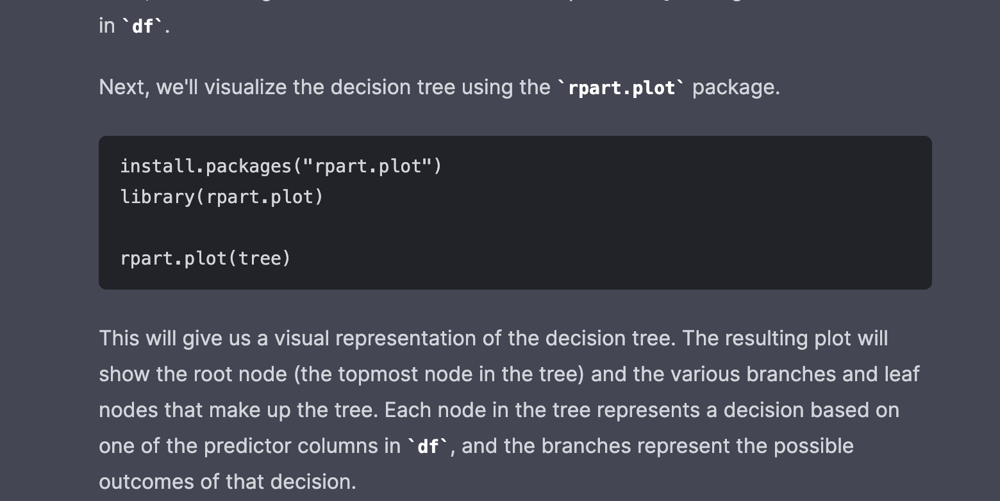 in `df`.
Next, we'll visualize the decision tree using the `rpart.plot` package.
install.packages("rpart.plot")
library(rpart.plot)
rpart.plot(tree)
This will give us a visual representation of the decision tree. The resulting plot will
show the root node (the topmost node in the tree) and the various branches and leaf
nodes that make up the tree. Each node in the tree represents a decision based on
one of the predictor columns in `df`, and the branches represent the possible
outcomes of that decision.